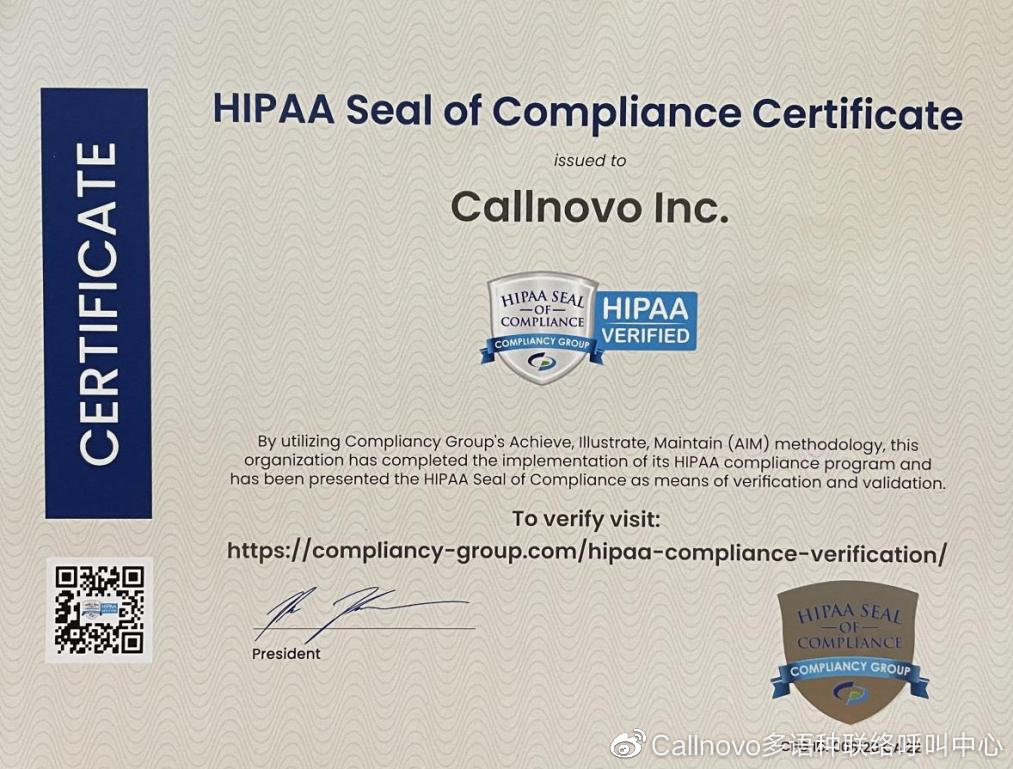 CERTIFICATE
HIPAA Seal of Compliance Certificate
issued to
Callnovo Inc.
HIPAA SEAL
OF
COMPLIANCE
COMPLIANCY GROUP
HIPAA
VERIFIED
By utilizing Compliancy Group's Achieve, Illustrate, Maintain (AIM) methodology, this
organization has completed the implementation of its HIPAA compliance program and
has been presented the HIPAA Seal of Compliance as means of verification and validation.
To verify visit:
https://compliancy-group.com/hipaa-compliance-verification/
President
HIPAA SEAL
OF
COMPLIANCE
COMPLIANCY GROUP
Callnovo多语种联络呼叫中心